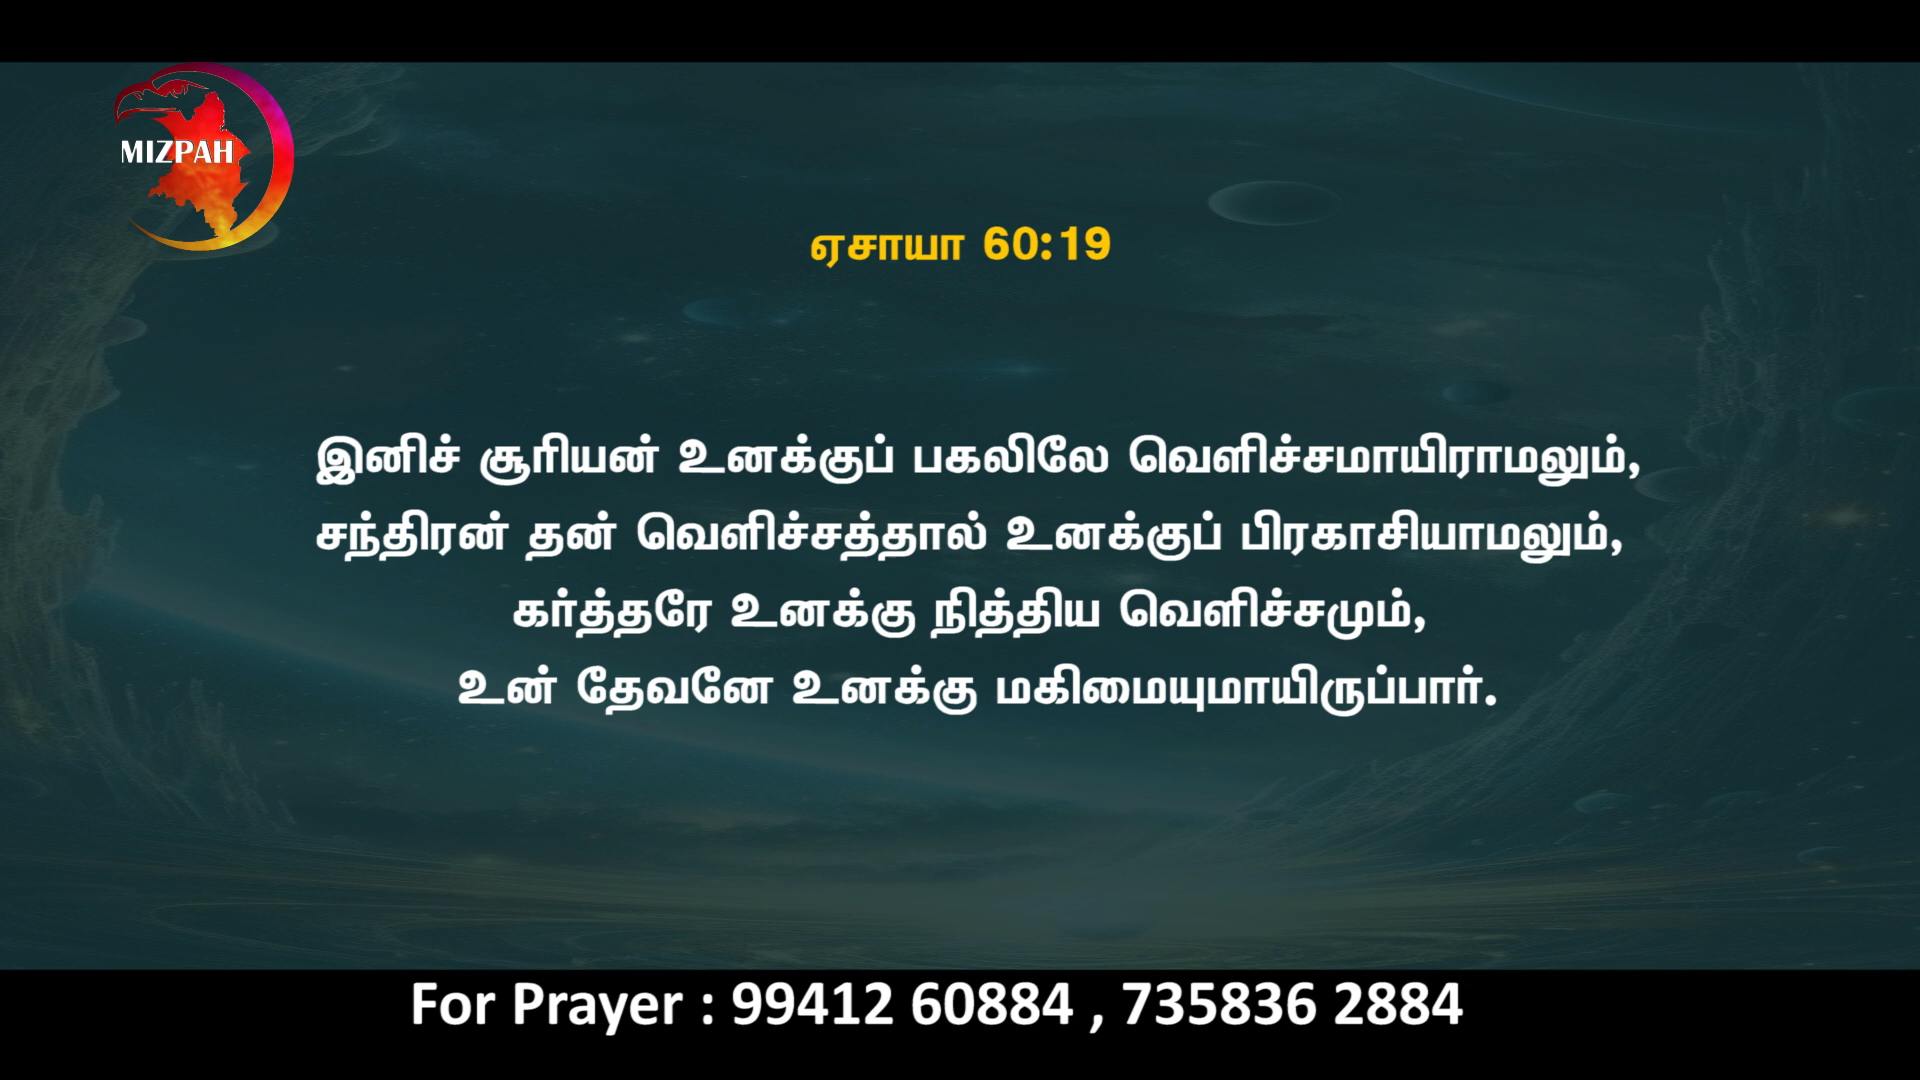 MIZPAH
ஏசாயா 60:19
இனிச் சூரியன் உனக்குப் பகலிலே வெளிச்சமாயிராமலும்,
சந்திரன் தன் வெளிச்சத்தால் உனக்குப் பிரகாசியாமலும்,
கர்த்தரே உனக்கு நித்திய வெளிச்சமும்,
உன் தேவனே உனக்கு மகிமையுமாயிருப்பார்.
For Prayer : 99412 60884 , 735836 2884